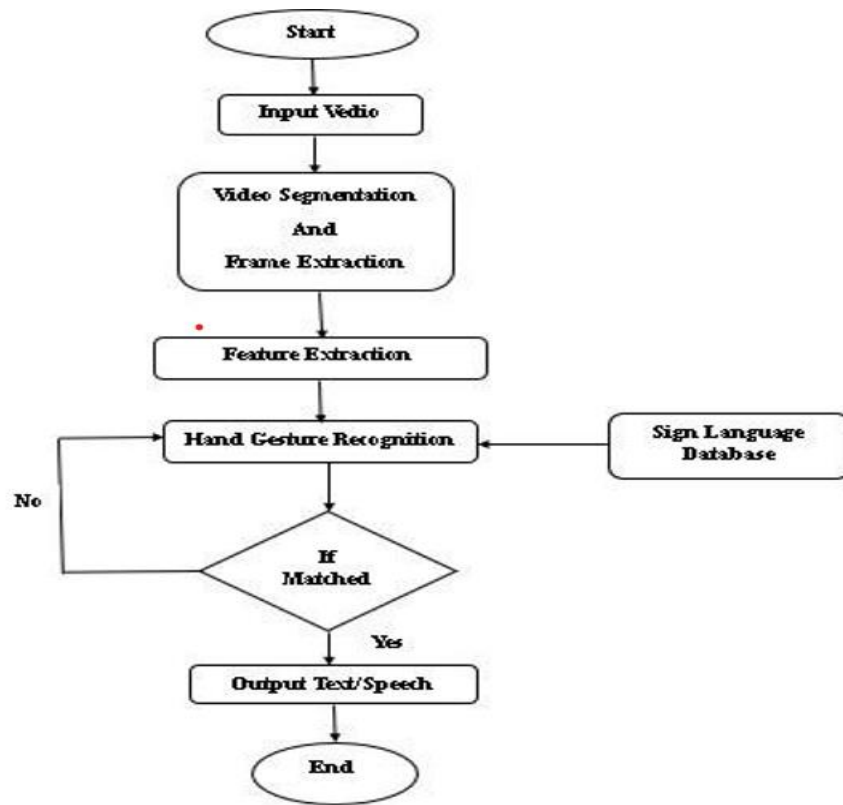 Start
Input Vedio
Video Segmentation
And
Frame Extraction
Feature Extraction
Hand Gesture Recognition
Sign Language
Database
No
If
Matched
Yes
Output Text/Speech
End